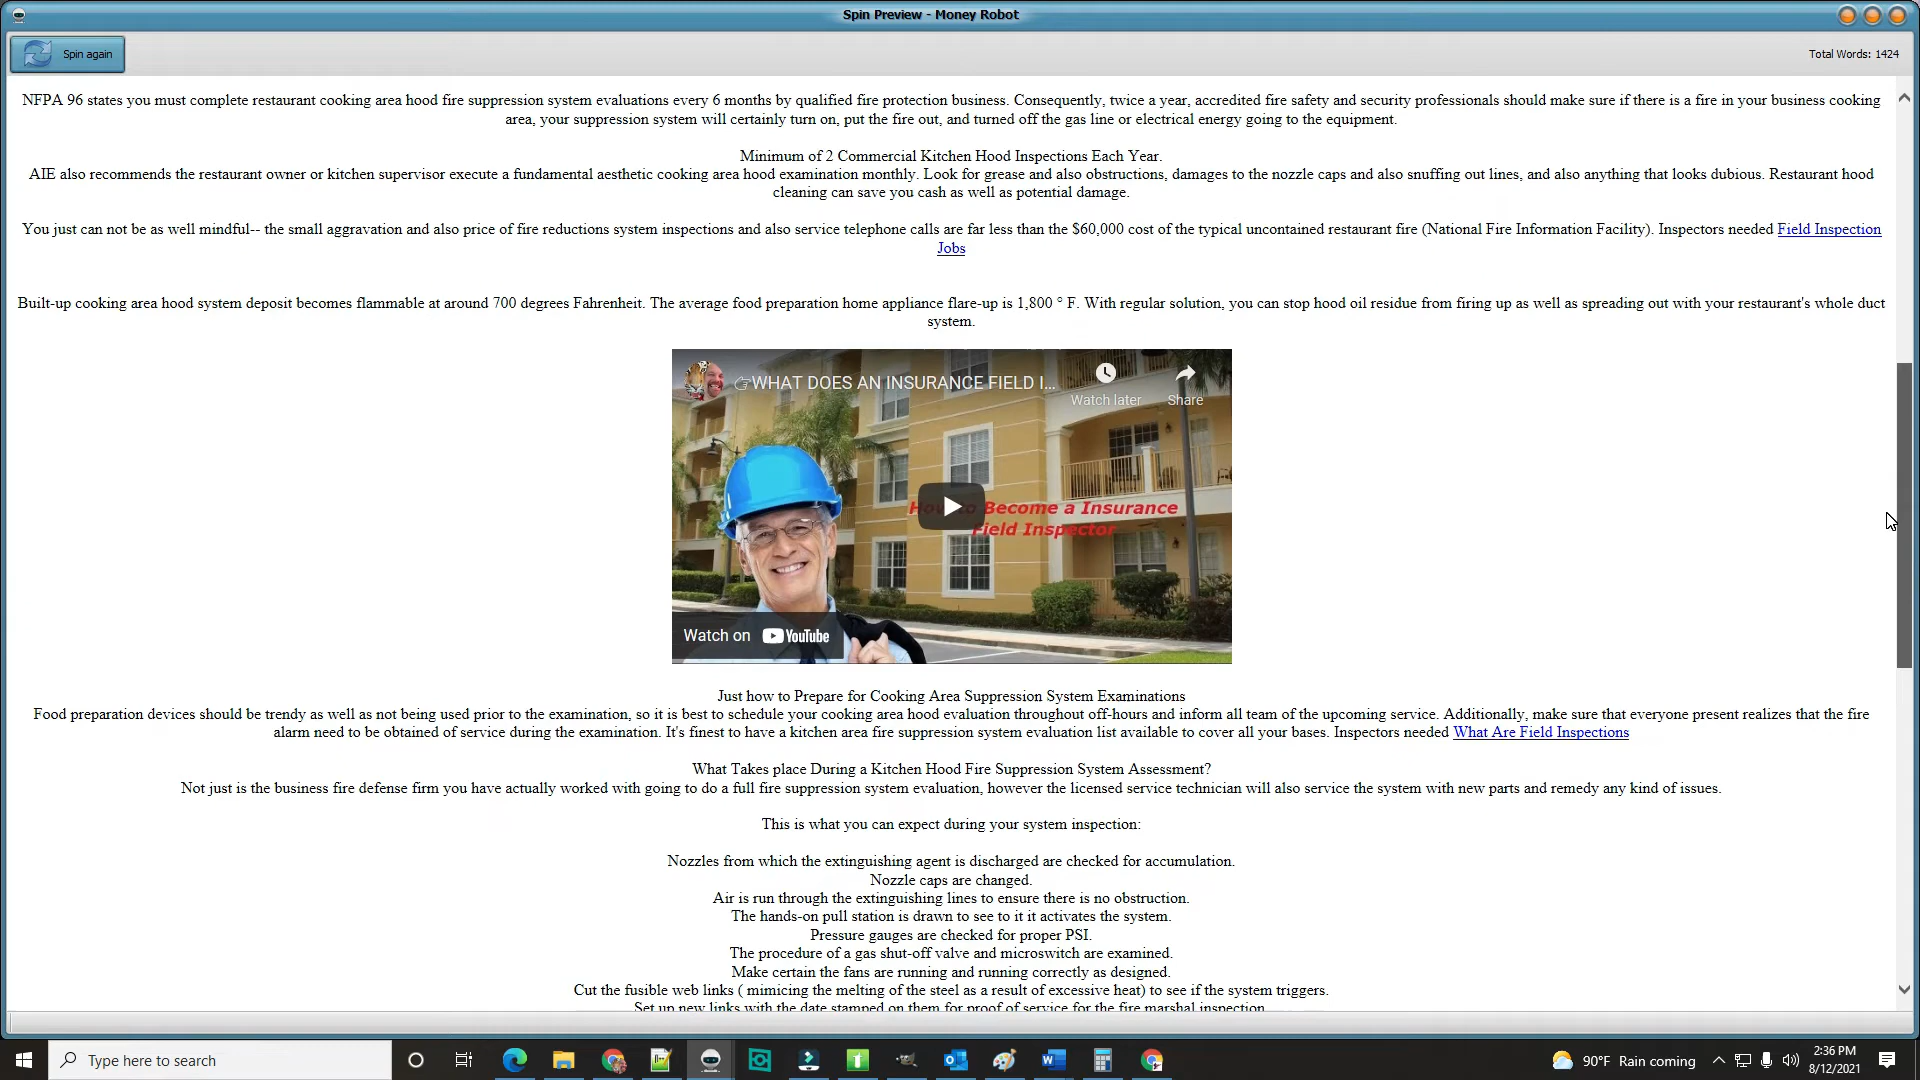 Spin Preview - Money Robot
Spin again
Total Words: 1424
NFPA 96 states you must complete restaurant cooking area hood fire suppression system evaluations every 6 months by qualified fire protection business. Consequently, twice a year, accredited fire safety and security professionals should make sure if there is a fire in your business cooking
area, your suppression system will certainly turn on, put the fire out, and turned off the gas line or electrical energy going to the equipment.
Minimum of 2 Commercial Kitchen Hood Inspections Each Year.
AIE also recommends the restaurant owner or kitchen supervisor execute a fundamental aesthetic cooking area hood examination monthly. Look for grease and also obstructions, damages to the nozzle caps and also snuffing out lines, and also anything that looks dubious. Restaurant hood
cleaning can save you cash as well as potential damage.
You just can not be as well mindful-- the small aggravation and also price of fire reductions system inspections and also service telephone calls are far less than the $60,000 cost of the typical uncontained restaurant fire (National Fire Information Facility). Inspectors needed Field Inspection
Jobs
Built-up cooking area hood system deposit becomes flammable at around 700 degrees Fahrenheit. The average food preparation home appliance flare-up is 1,800 ° F. With regular solution, you can stop hood oil residue from firing up as well as spreading out with your restaurant's whole duct
system.
👉WHAT DOES AN INSURANCE FIELD I...
Watch later
Share
Become a Insurance
Field Inspector
Watch on YouTube
Just how to Prepare for Cooking Area Suppression System Examinations
Food preparation devices should be trendy as well as not being used prior to the examination, so it is best to schedule your cooking area hood evaluation throughout off-hours and inform all team of the upcoming service. Additionally, make sure that everyone present realizes that the fire
alarm need to be obtained of service during the examination. It's finest to have a kitchen area fire suppression system evaluation list available to cover all your bases. Inspectors needed What Are Field Inspections
What Takes place During a Kitchen Hood Fire Suppression System Assessment?
Not just is the business fire defense firm you have actually worked with going to do a full fire suppression system evaluation, however the licensed service technician will also service the system with new parts and remedy any kind of issues.
This is what you can expect during your system inspection:
Nozzles from which the extinguishing agent is discharged are checked for accumulation.
Nozzle caps are changed.
Air is run through the extinguishing lines to ensure there is no obstruction.
The hands-on pull station is drawn to see to it it activates the system.
Pressure gauges are checked for proper PSI.
The procedure of a gas shut-off valve and microswitch are examined.
Make certain the fans are running and running correctly as designed.
Cut the fusible web links ( mimicing the melting of the steel as a result of excessive heat) to see if the system triggers.
Set up new links with the date stamped on them for proof of service for the fire marshal inspection.
Type here to search
90°F Rain coming
2:36 PM
8/12/2021